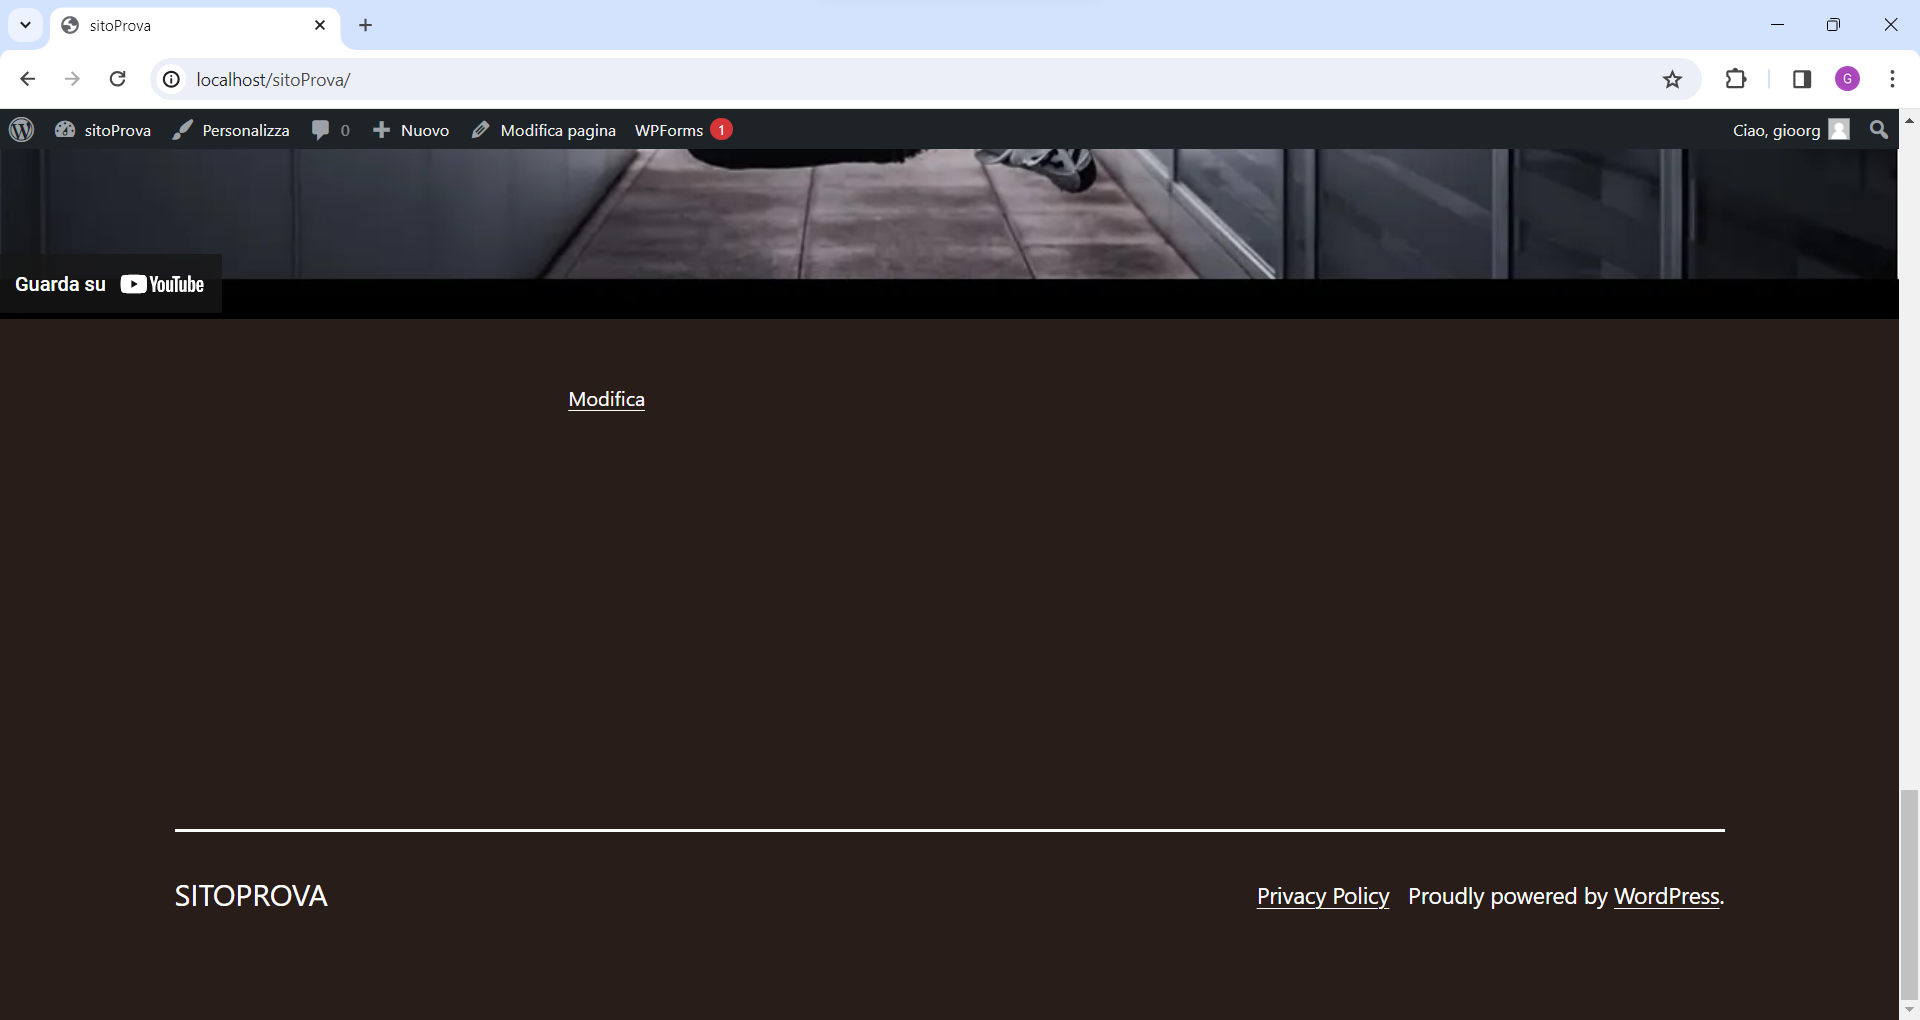 sitoProva
localhost/sitoProva/
G
sitoProva Personalizza 0 Nuovo Modifica pagina WPForms 1 Ciao, gioorg
Guarda su YouTube
Modifica
SITOPROVA Privacy Policy Proudly powered by WordPress.